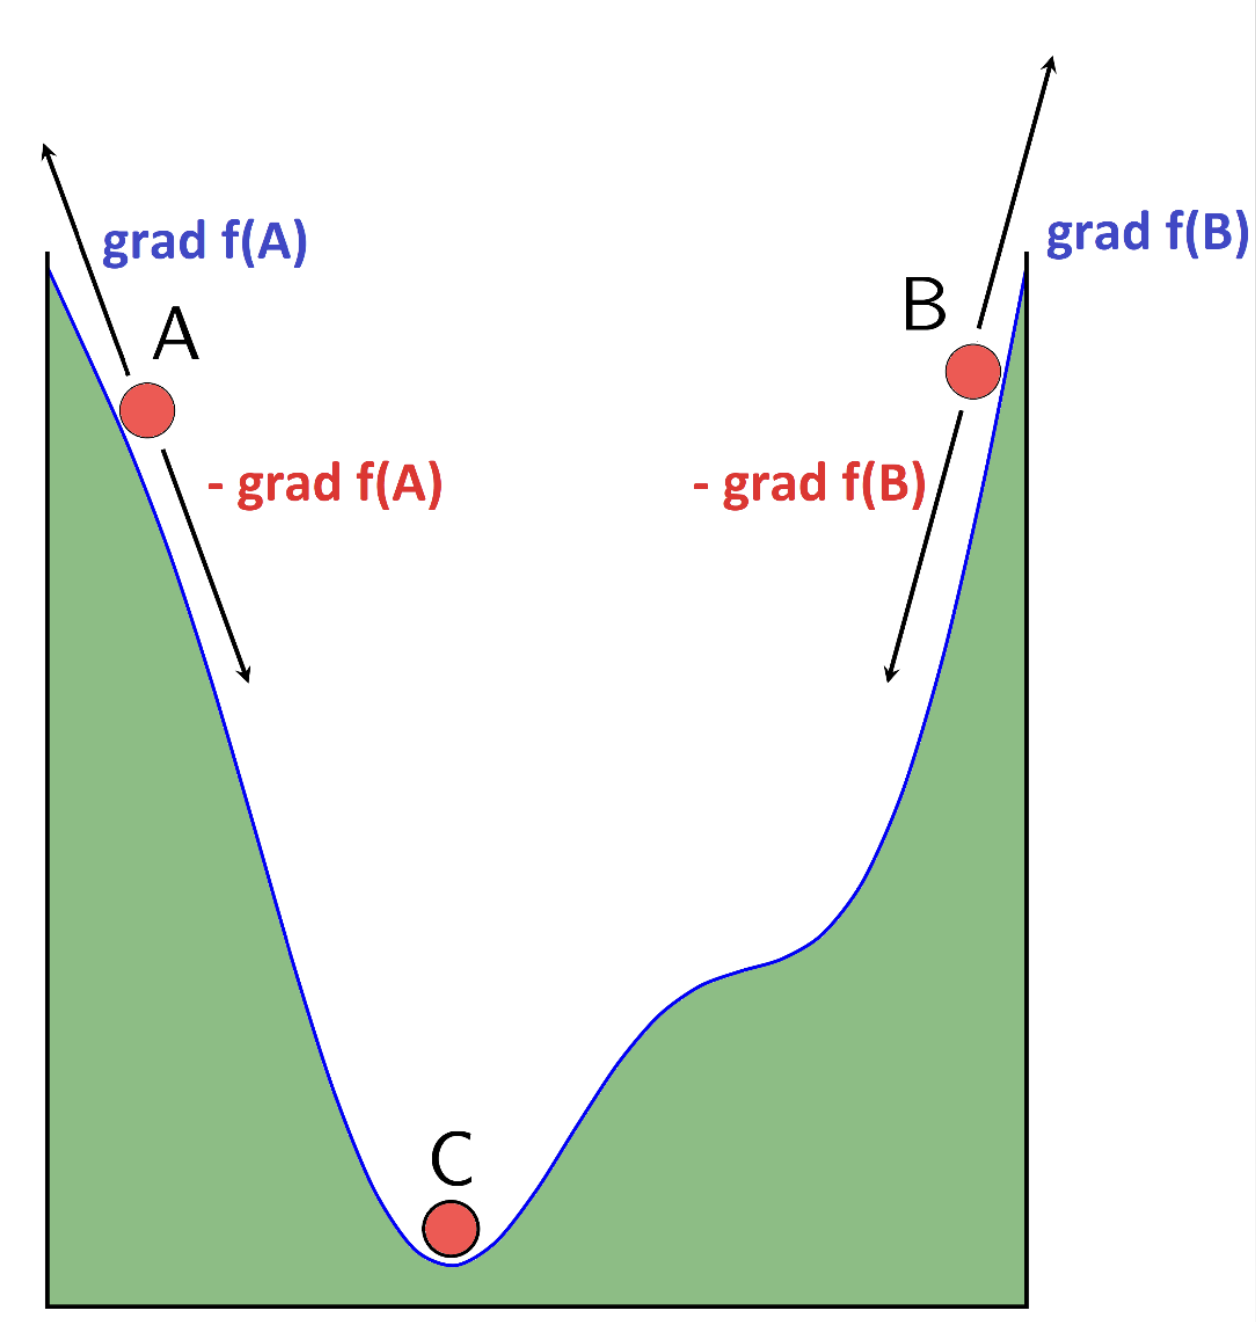 grad f(A)
grad f(B)
A
B
- grad f(A)
- grad f(B)
C